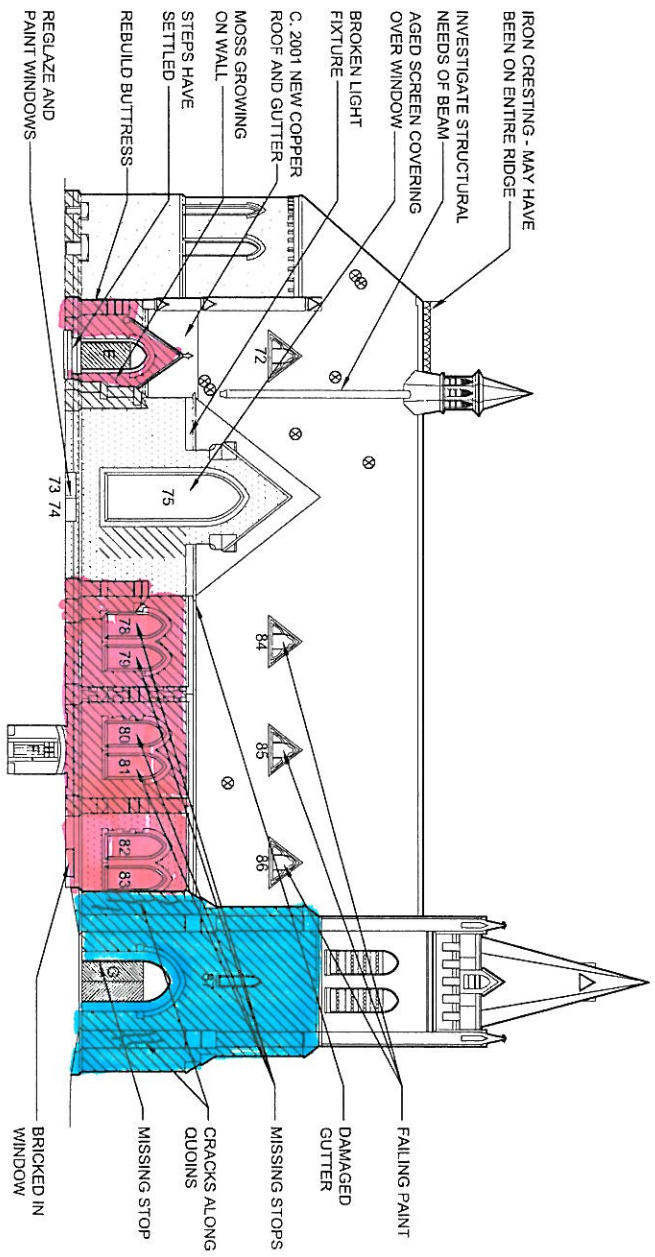 IRON CRESTING - MAY HAVE
BEEN ON ENTIRE RIDGE
INVESTIGATE STRUCTURAL
NEEDS OF BEAM
AGED SCREEN COVERING
OVER WINDOW
BROKEN LIGHT
FIXTURE
C. 2001 NEW COPPER
ROOF AND GUTTER
MOSS GROWING
ON WALL
STEPS HAVE
SETTLED
REBUILD BUTTRESS
REGLAZE AND
PAINT WINDOWS
72
E
75
73 74
84
85
86
78
79
80
81
82
83
F
87
G
FAILING PAINT
DAMAGED
GUTTER
MISSING STOPS
CRACKS ALONG
QUOINS
MISSING STOP
BRICKED IN
WINDOW